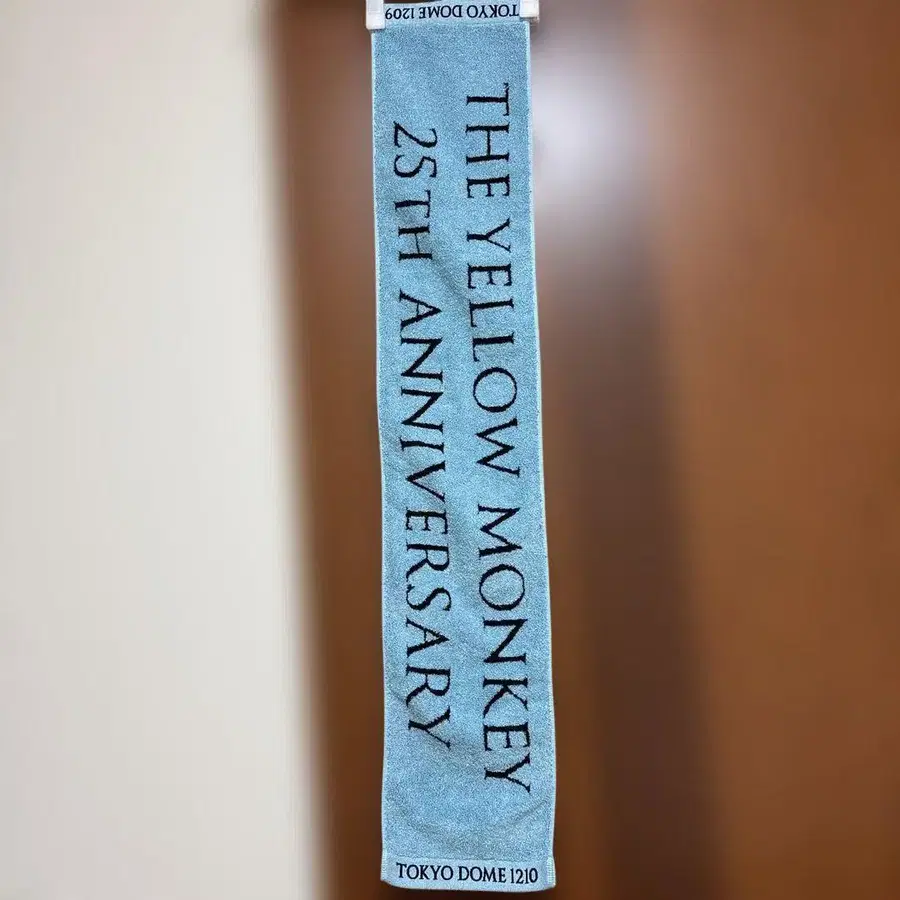 TOKYO DOME 1209
THE YELLOW MONKEY
25TH ANNIVERSARY
TOKYO DOME 1210